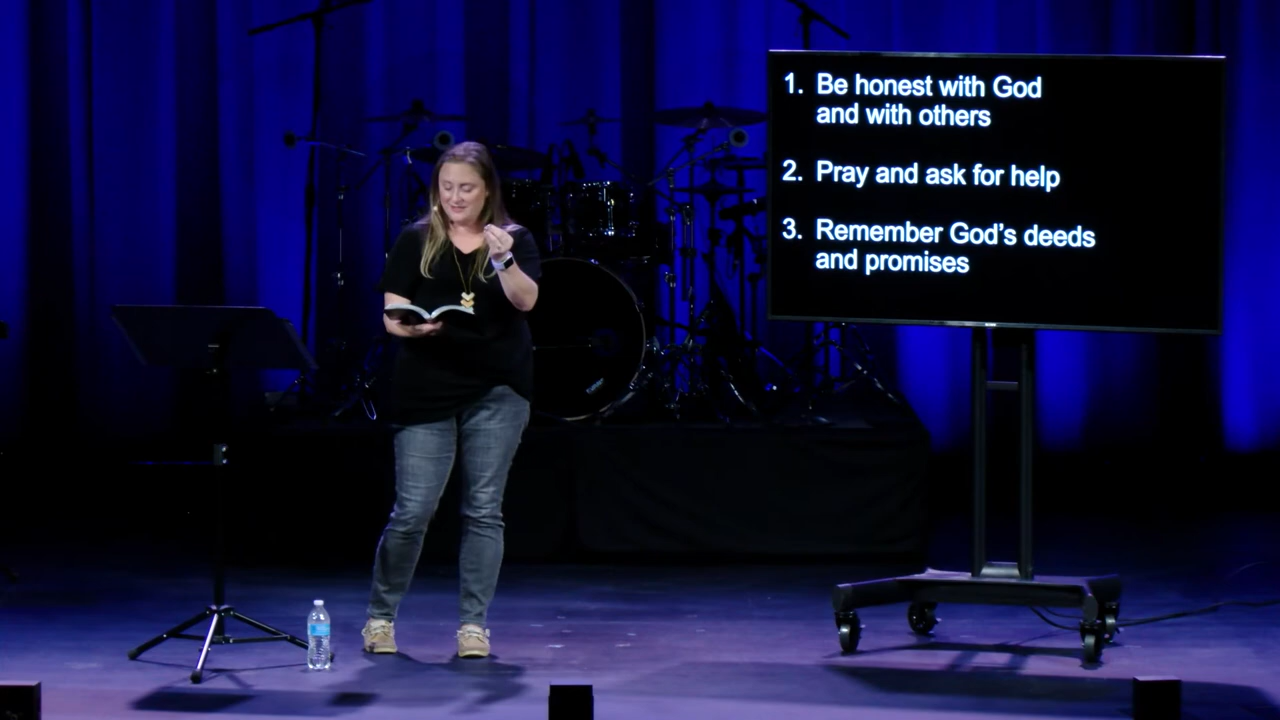 1. Be honest with God
and with others
2. Pray and ask for help
3. Remember God's deeds
and promises